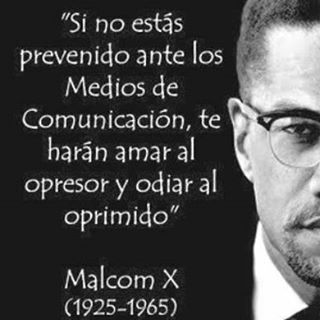 "Si no estás
prevenido ante los
Medios de
Comunicación, te
harán amar al
opresor y odiar al
oprimido"
Malcom X
(1925-1965)